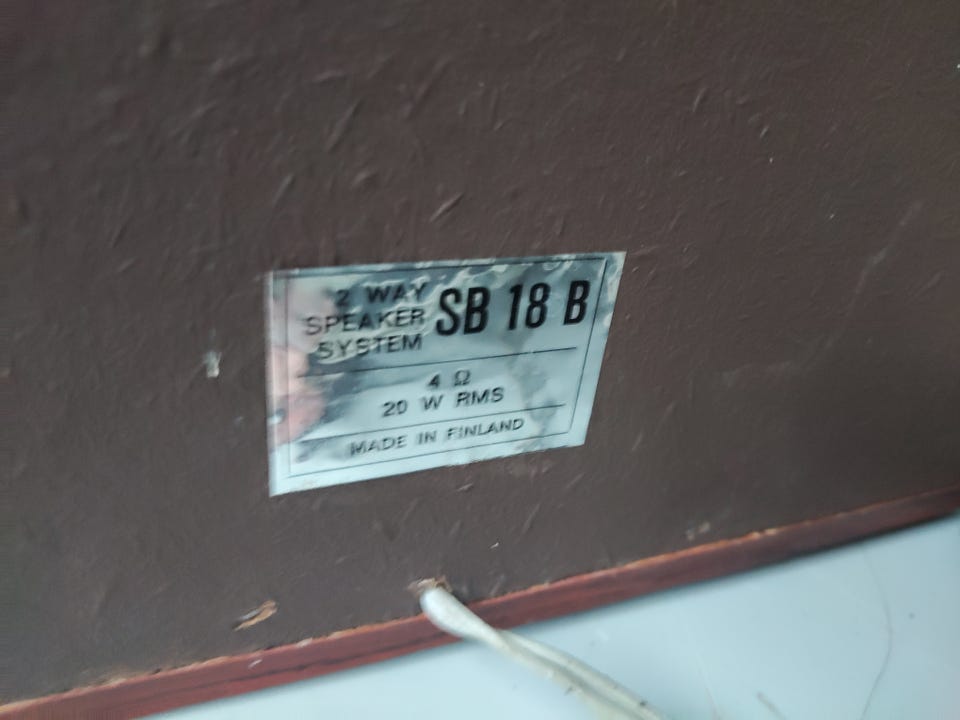 2 WAY
SPEAKER
SYSTEM
SB 18 B
4 Ω
20 W RMS
MADE IN FINLAND